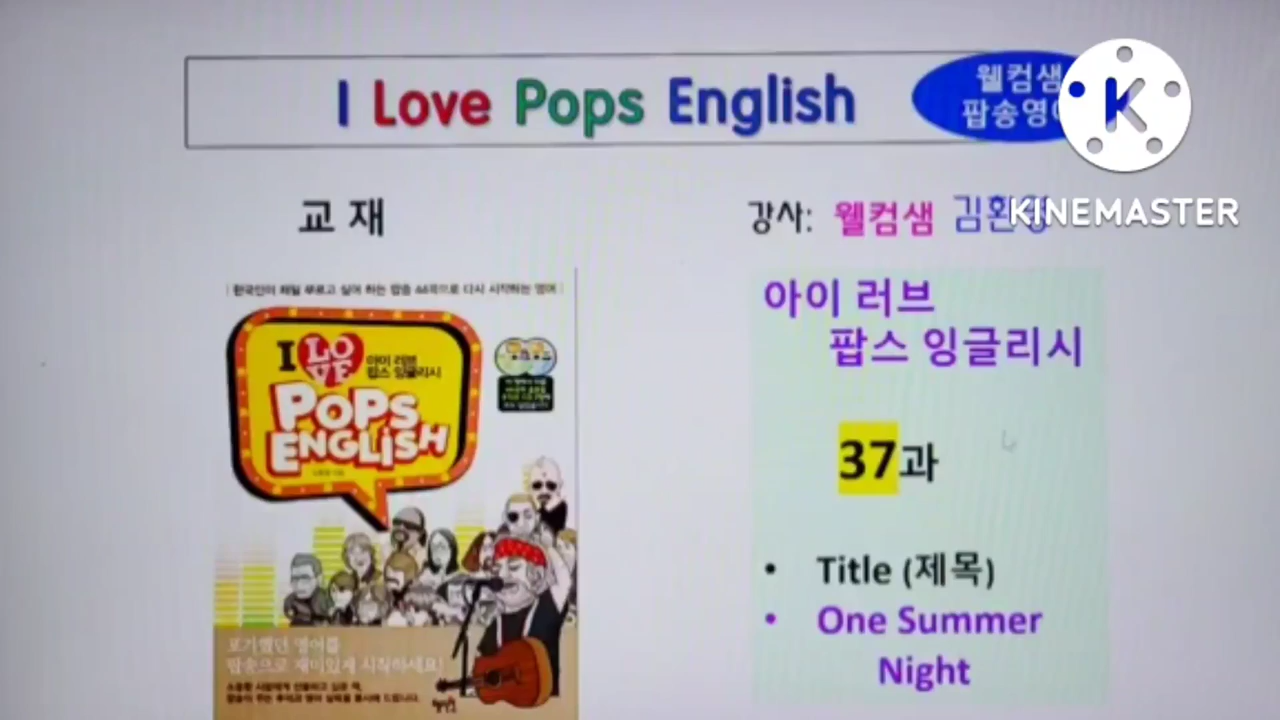 I Love Pops English
웰컴샘
팝송영어
KINEMASTER
교 재
강사: 웰컴샘
한국인이 제일 부르고 싶어 하는 팝송 44곡으로 다시 시작하는 영어
I LOVE
아이 러브
팝스 잉글리시
POPS
ENGLISH
포기했던 영어를
팝송으로 재미있게 시작하세요!
아이 러브
팝스 잉글리시
37과
• Title (제목)
• One Summer
Night